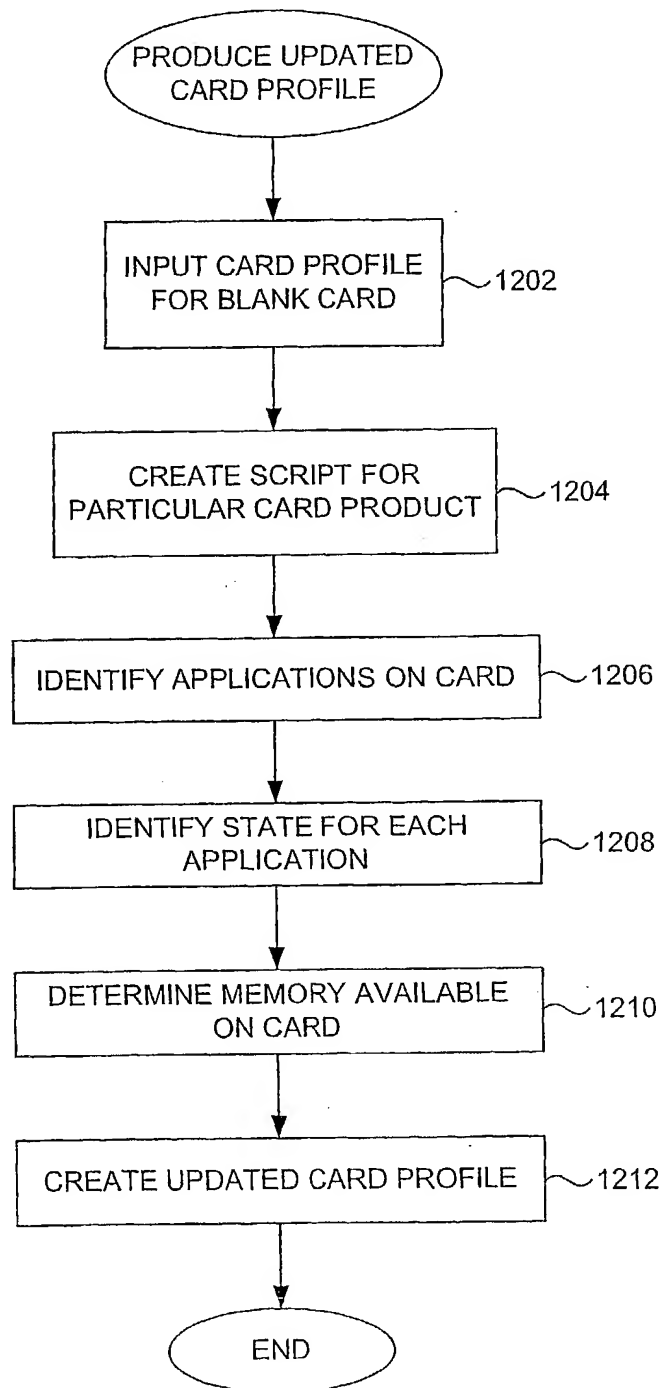 PRODUCE UPDATED
CARD PROFILE
INPUT CARD PROFILE
FOR BLANK CARD
1202
CREATE SCRIPT FOR
PARTICULAR CARD PRODUCT
1204
IDENTIFY APPLICATIONS ON CARD
1206
IDENTIFY STATE FOR EACH
APPLICATION
1208
DETERMINE MEMORY AVAILABLE
ON CARD
1210
CREATE UPDATED CARD PROFILE
1212
END